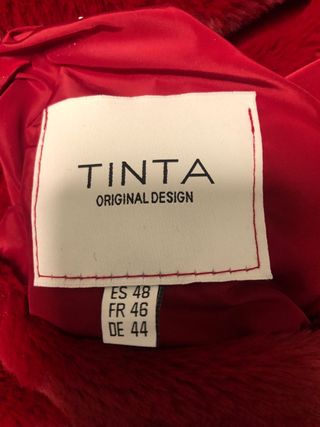 TINTA
ORIGINAL DESIGN
ES 48
FR 46
DE 44